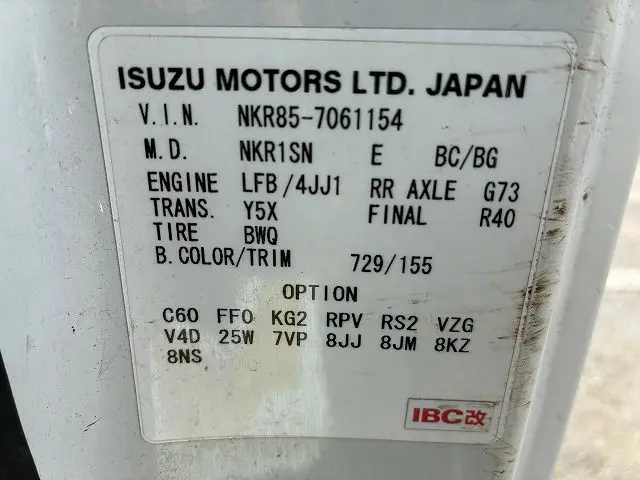 ISUZU MOTORS LTD. JAPAN
V.I.N. NKR85-7061154
M.D. NKR1SN E BC/BG
ENGINE LFB/4JJ1 RR AXLE G73
TRANS. Y5X FINAL R40
TIRE BWQ
B.COLOR/TRIM 729/155
OPTION
C60 FF0 KG2 RPV RS2 VZG
V4D 25W 7VP 8JJ 8JM 8KZ
8NS
IBC改